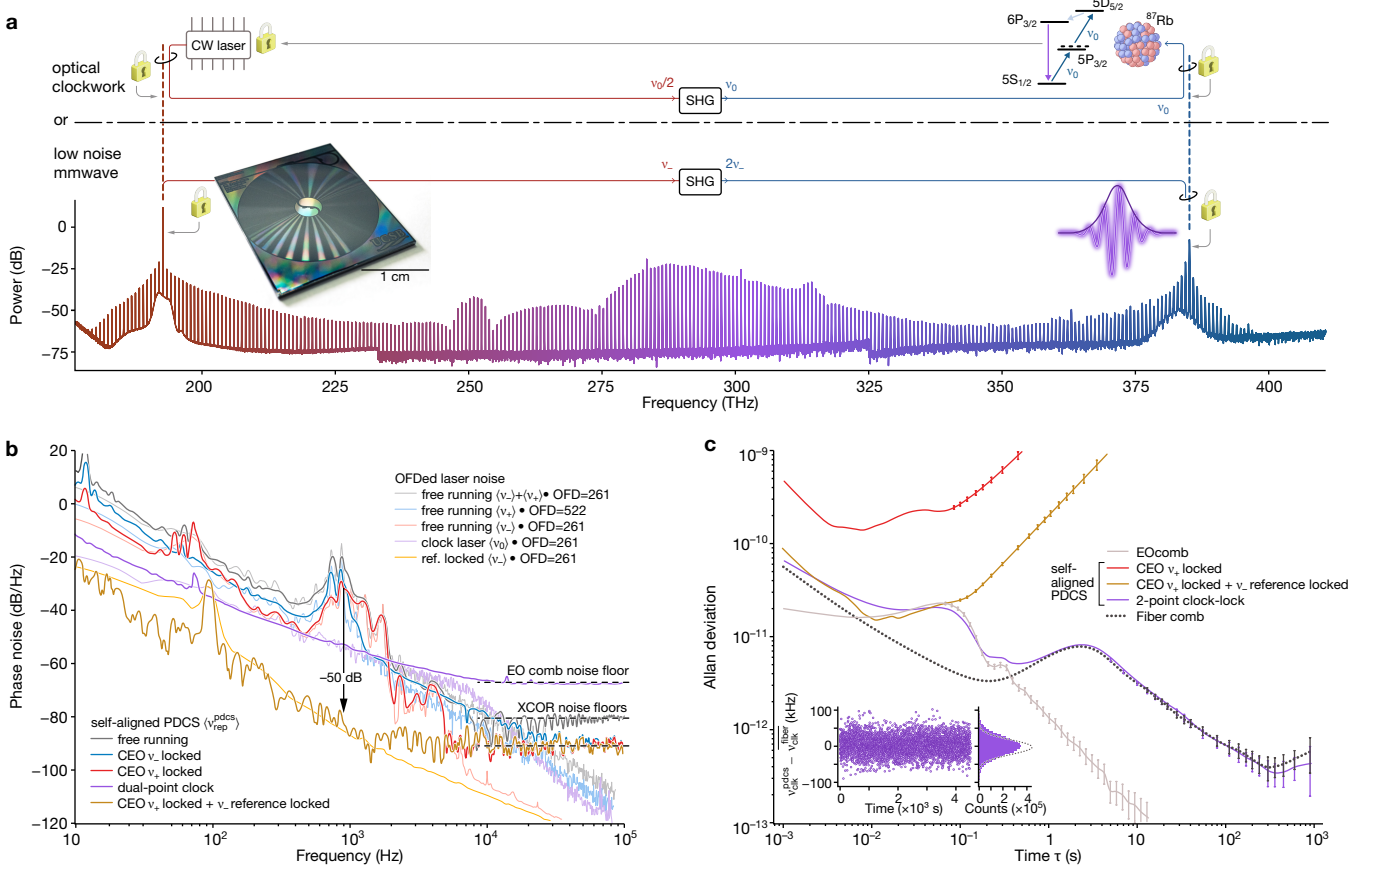 a
optical
clockwork
or
low noise
mmwave
CW laser
ν₀/2
SHG
ν₀
6P3/2
5D5/2
ν₀
5P3/2
5S1/2
ν₀
87Rb
ν₀
ν₋
SHG
2ν₋
1 cm
Power (dB)
0
−25
−50
−75
200
225
250
275
300
325
350
375
400
Frequency (THz)
b
Phase noise (dB/Hz)
20
0
−20
−40
−60
−80
−100
−120
OFDed laser noise
free running ⟨ν₋⟩+⟨ν₊⟩• OFD=261
free running ⟨ν₊⟩ • OFD=522
free running ⟨ν₋⟩ • OFD=261
clock laser ⟨ν₀⟩ • OFD=261
ref. locked ⟨ν₋⟩ • OFD=261
EO comb noise floor
−50 dB
XCOR noise floors
self-aligned PDCS ⟨ν_rep^pdcs⟩
free running
CEO ν₋ locked
CEO ν₊ locked
dual-point clock
CEO ν₊ locked + ν₋ reference locked
10
10²
10³
10⁴
10⁵
Frequency (Hz)
c
Allan deviation
10⁻⁹
10⁻¹⁰
10⁻¹¹
10⁻¹²
10⁻¹³
self-
aligned
PDCS
EOcomb
CEO ν₊ locked
CEO ν₊ locked + ν₋ reference locked
2-point clock-lock
Fiber comb
ν_clk^pdcs − ν_clk^fiber (kHz)
100
0
−100
0
2
4
Time (×10³ s)
0
2
4
Counts (×10⁵)
10⁻³
10⁻²
10⁻¹
1
10
10²
10³
Time τ (s)